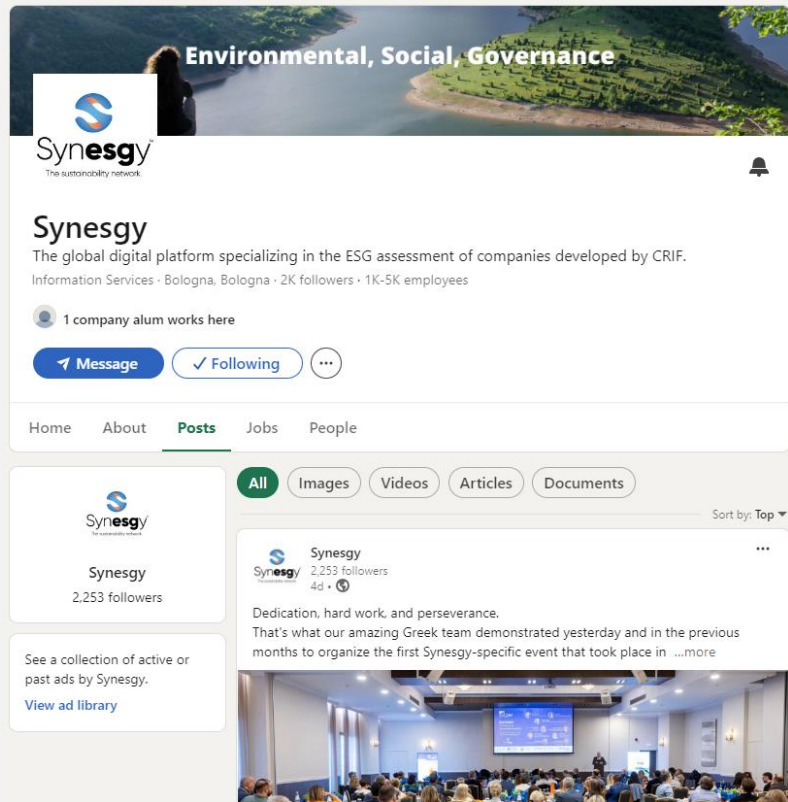 Environmental, Social, Governance
Synesgy
The sustainability network.
Synesgy
The global digital platform specializing in the ESG assessment of companies developed by CRIF.
Information Services · Bologna, Bologna · 2K followers · 1K-5K employees
1 company alum works here
Message
Following
Home
About
Posts
Jobs
People
Synesgy
The sustainability network.
Synesgy
2,253 followers
See a collection of active or
past ads by Synesgy.
View ad library
All
Images
Videos
Articles
Documents
Sort by: Top
Synesgy
Synesgy
2,253 followers
4d •
Dedication, hard work, and perseverance.
That's what our amazing Greek team demonstrated yesterday and in the previous
months to organize the first Synesgy-specific event that took place in ...more